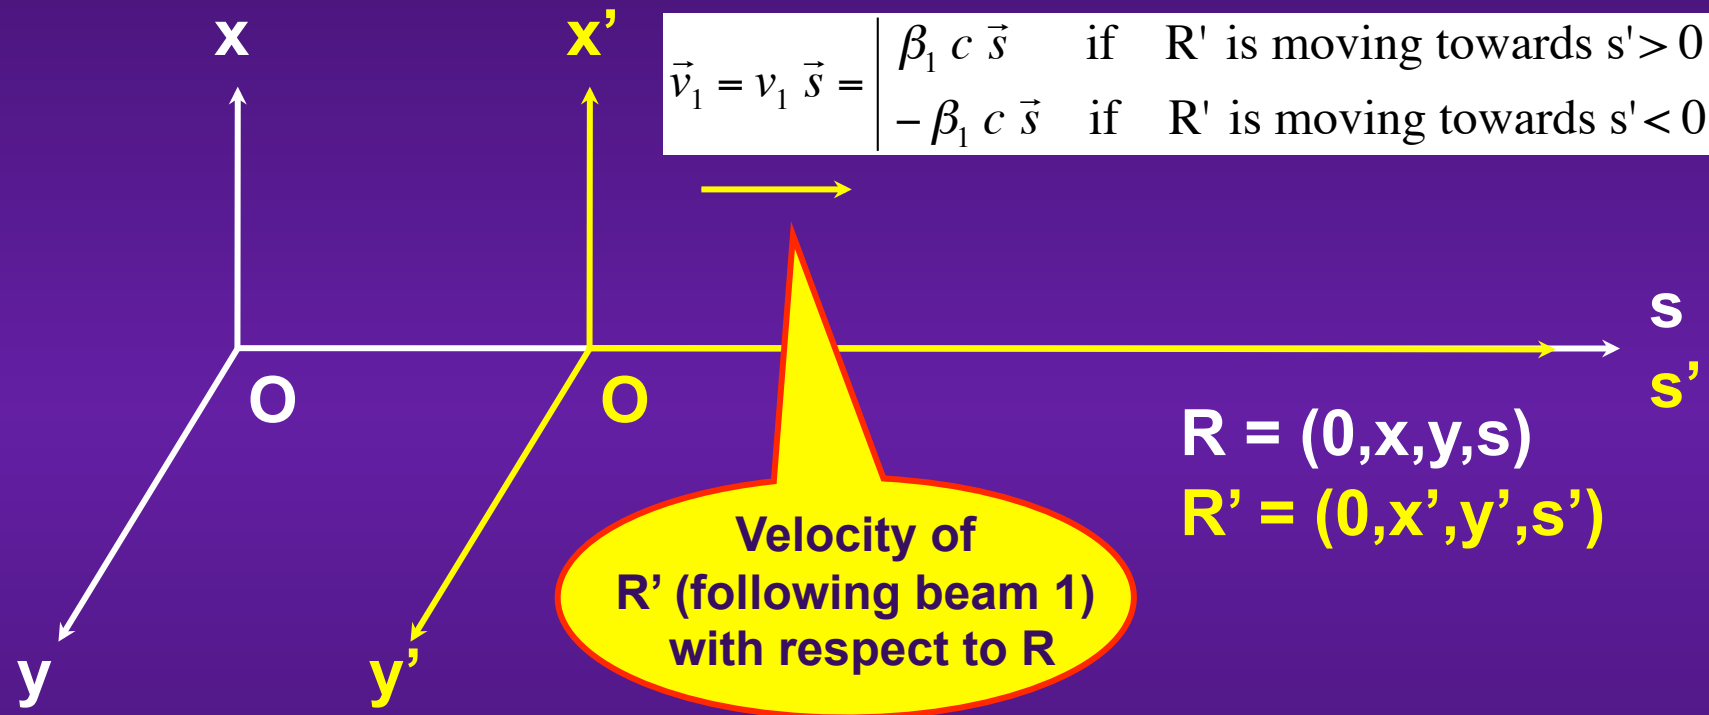 x
x’
v⃗₁ = v₁ s⃗ = | β₁ c s⃗ if R' is moving towards s'> 0
− β₁ c s⃗ if R' is moving towards s'< 0
s
s’
O
O
R = (0,x,y,s)
R’ = (0,x’,y’,s’)
Velocity of
R’ (following beam 1)
with respect to R
y
y’